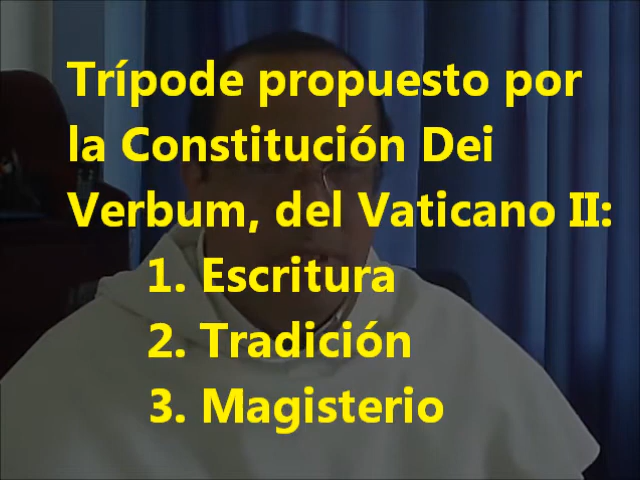 Trípode propuesto por
la Constitución Dei
Verbum, del Vaticano II:
1. Escritura
2. Tradición
3. Magisterio